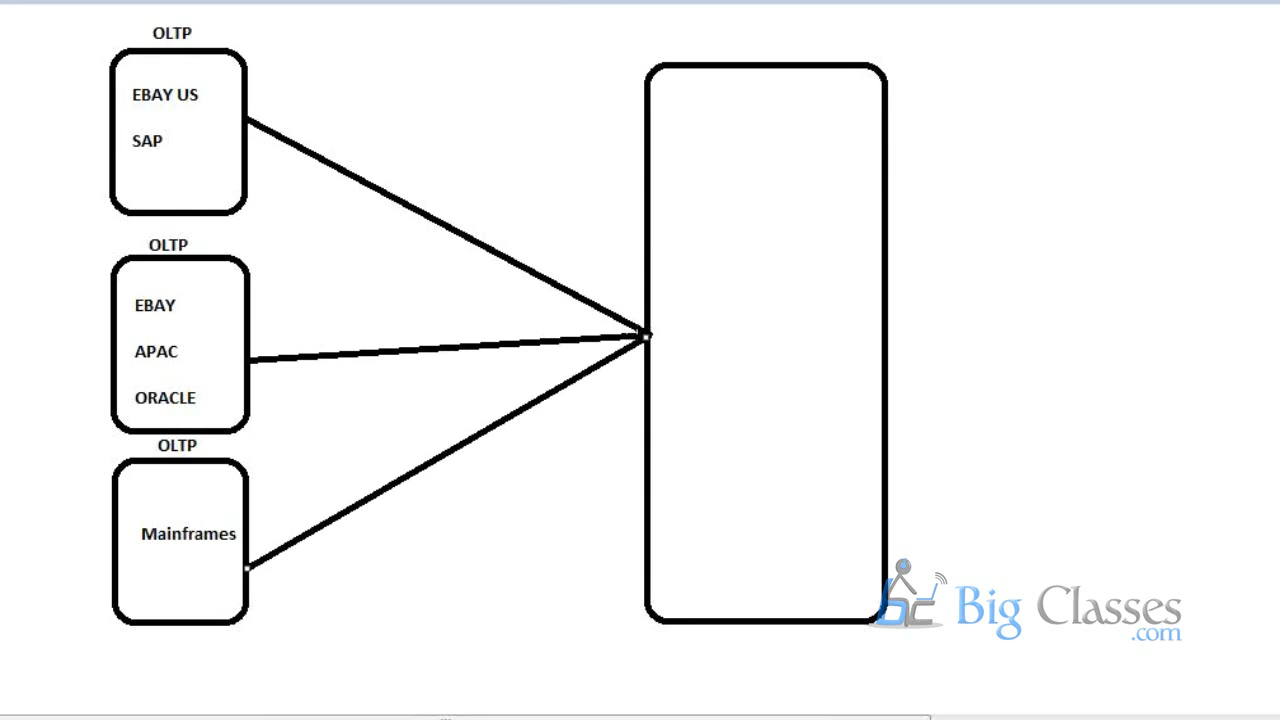 OLTP
EBAY US
SAP
OLTP
EBAY
APAC
ORACLE
OLTP
Mainframes
Big Classes
.com